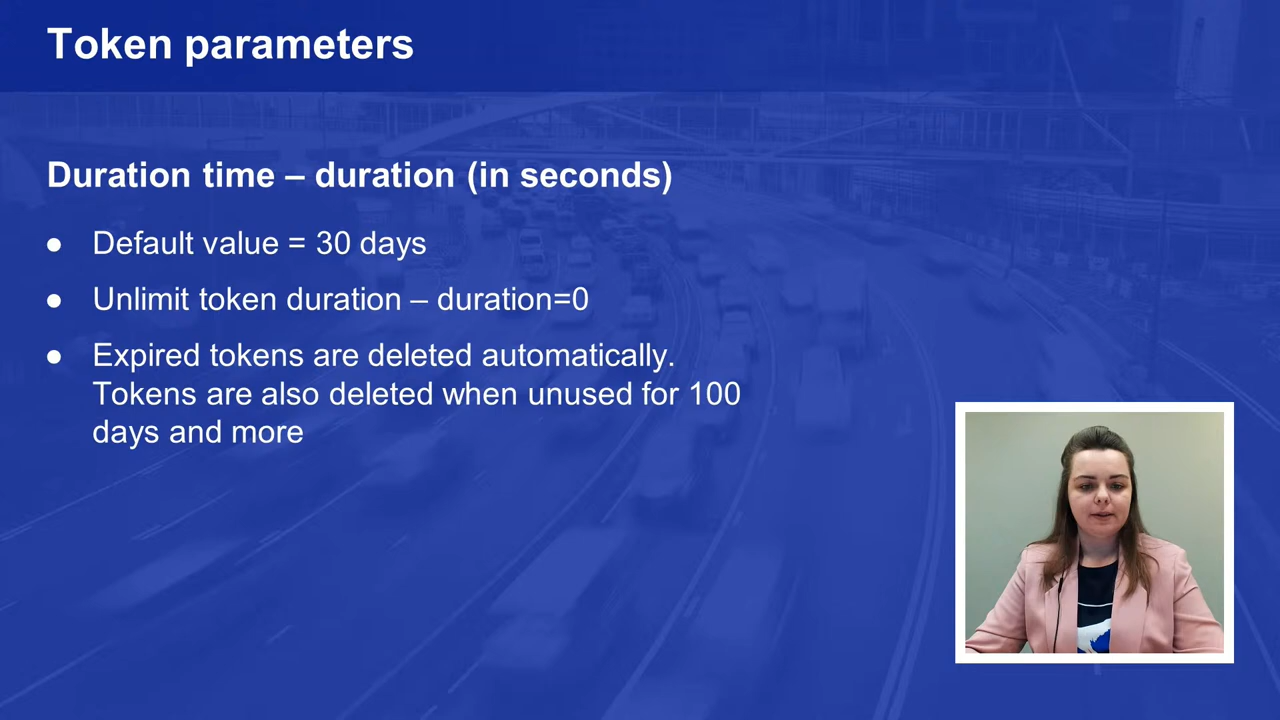 Token parameters
Duration time – duration (in seconds)
● Default value = 30 days
● Unlimit token duration – duration=0
● Expired tokens are deleted automatically.
Tokens are also deleted when unused for 100
days and more